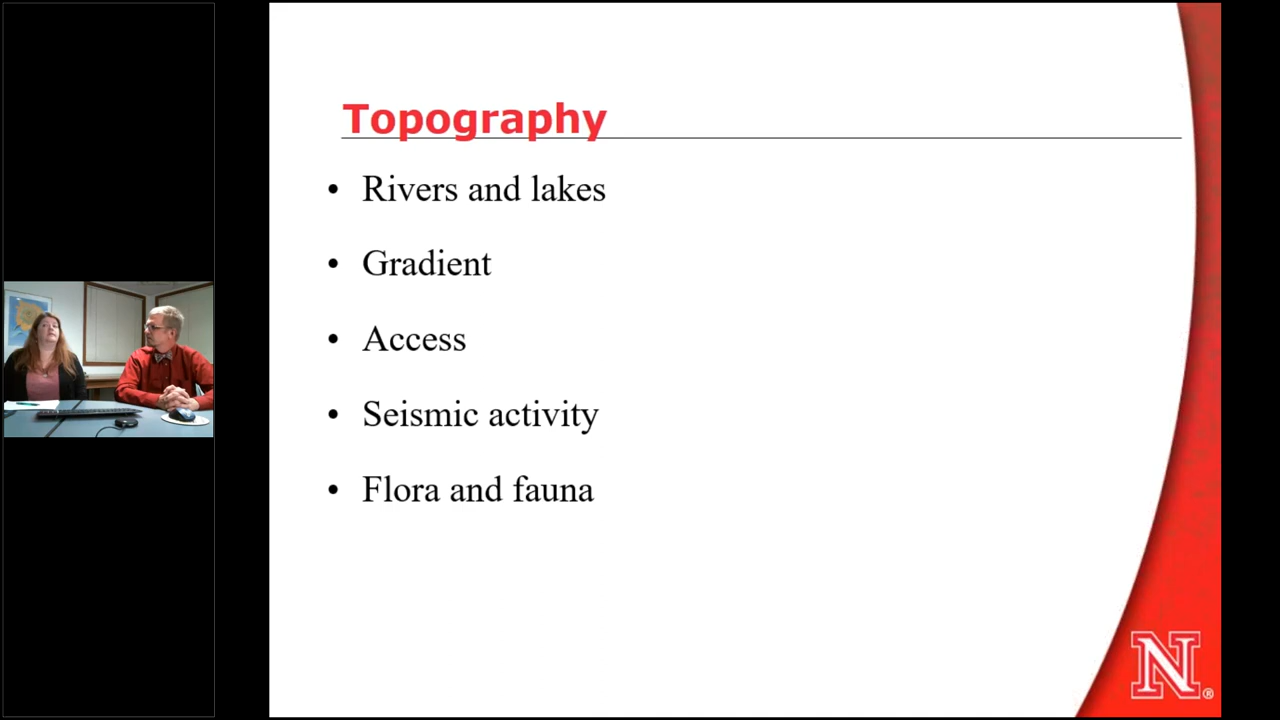 Topography
• Rivers and lakes
• Gradient
• Access
• Seismic activity
• Flora and fauna
N®